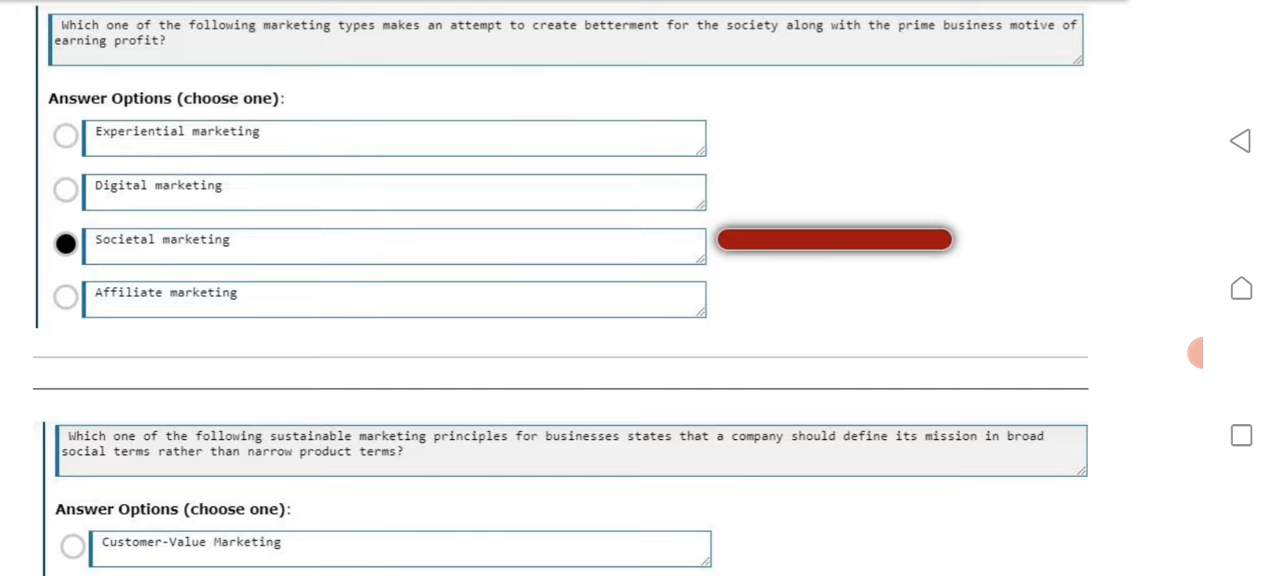 Which one of the following marketing types makes an attempt to create betterment for the society along with the prime business motive of
earning profit?
Answer Options (choose one):
Experiential marketing
Digital marketing
Societal marketing
Affiliate marketing
Which one of the following sustainable marketing principles for businesses states that a company should define its mission in broad
social terms rather than narrow product terms?
Answer Options (choose one):
Customer-Value Marketing